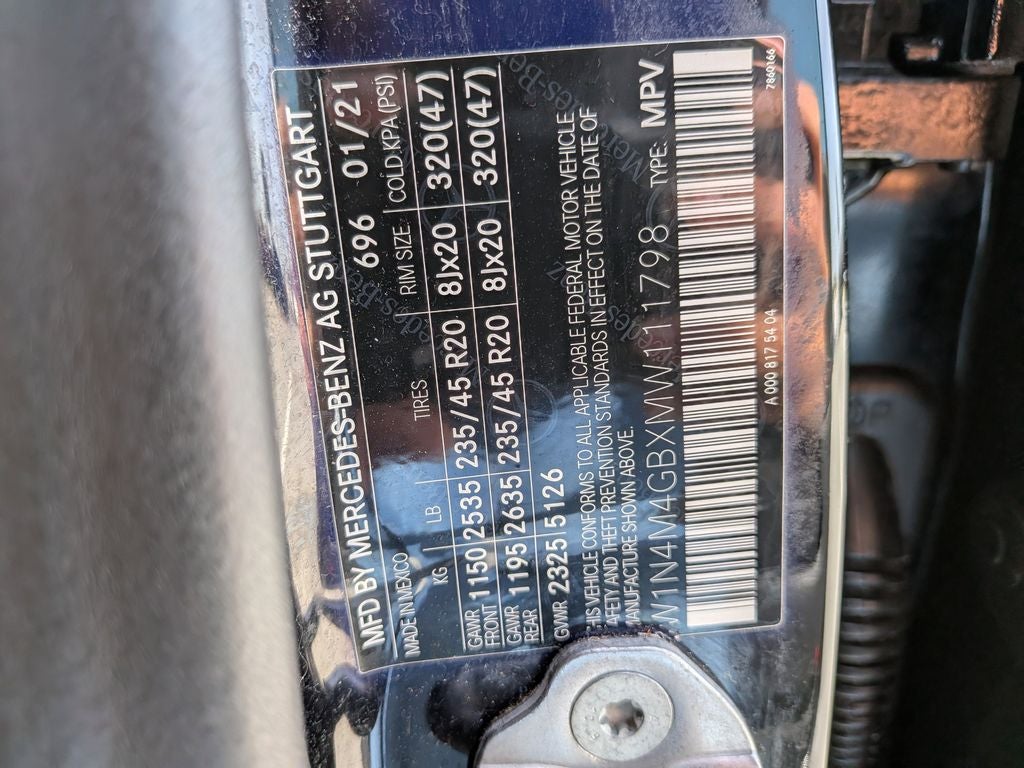 MFD BY MERCEDES-BENZ AG STUTTGART
MADE IN MEXICO 696 01/21
KG LB TIRES RIM SIZE: COLD:KPA(PSI)
GAWR FRONT 1150 2535 235/45 R20 8Jx20 320(47)
GAWR REAR 1195 2635 235/45 R20 8Jx20 320(47)
GVWR 2325 5126
THIS VEHICLE CONFORMS TO ALL APPLICABLE FEDERAL MOTOR VEHICLE
SAFETY AND THEFT PREVENTION STANDARDS IN EFFECT ON THE DATE OF
MANUFACTURE SHOWN ABOVE.
W1N4M4GBXMW111798 TYPE: MPV
A 000 817 54 04
7860166